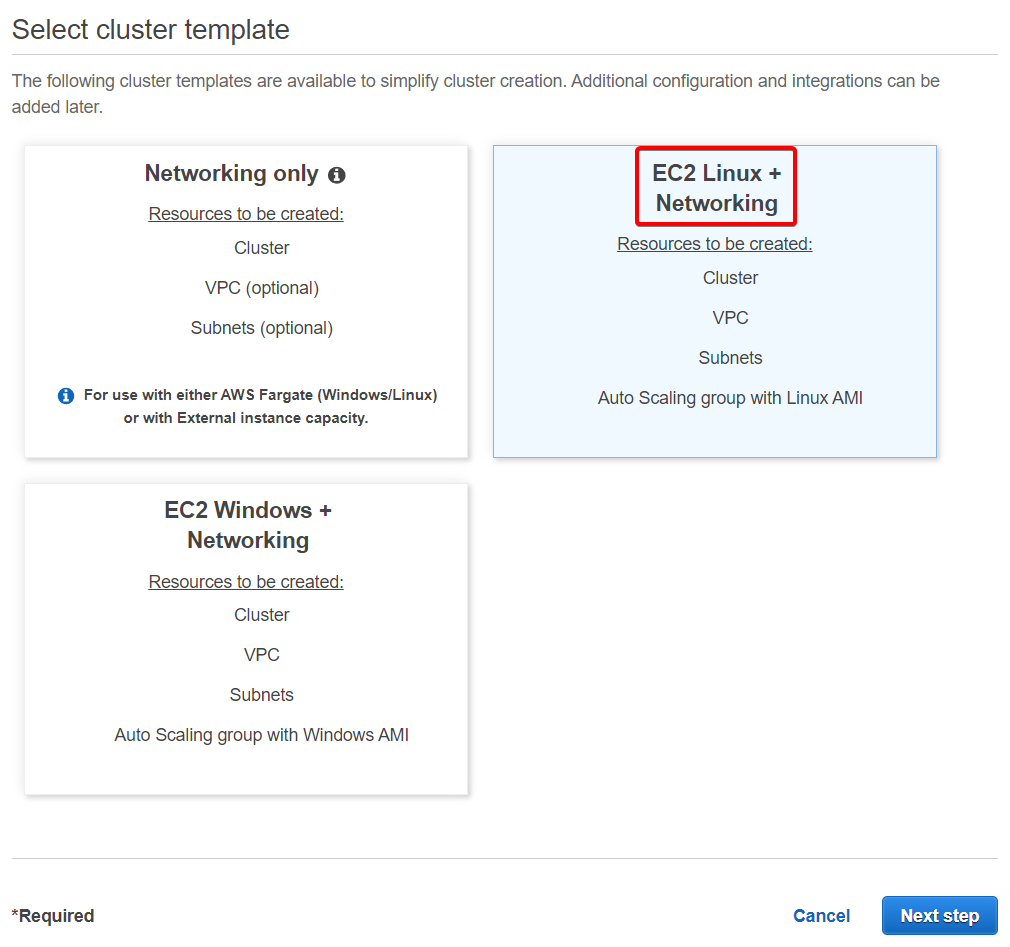 Select cluster template
The following cluster templates are available to simplify cluster creation. Additional configuration and integrations can be
added later.
Networking only
Resources to be created:
Cluster
VPC (optional)
Subnets (optional)
For use with either AWS Fargate (Windows/Linux)
or with External instance capacity.
EC2 Linux +
Networking
Resources to be created:
Cluster
VPC
Subnets
Auto Scaling group with Linux AMI
EC2 Windows +
Networking
Resources to be created:
Cluster
VPC
Subnets
Auto Scaling group with Windows AMI
*Required
Cancel
Next step